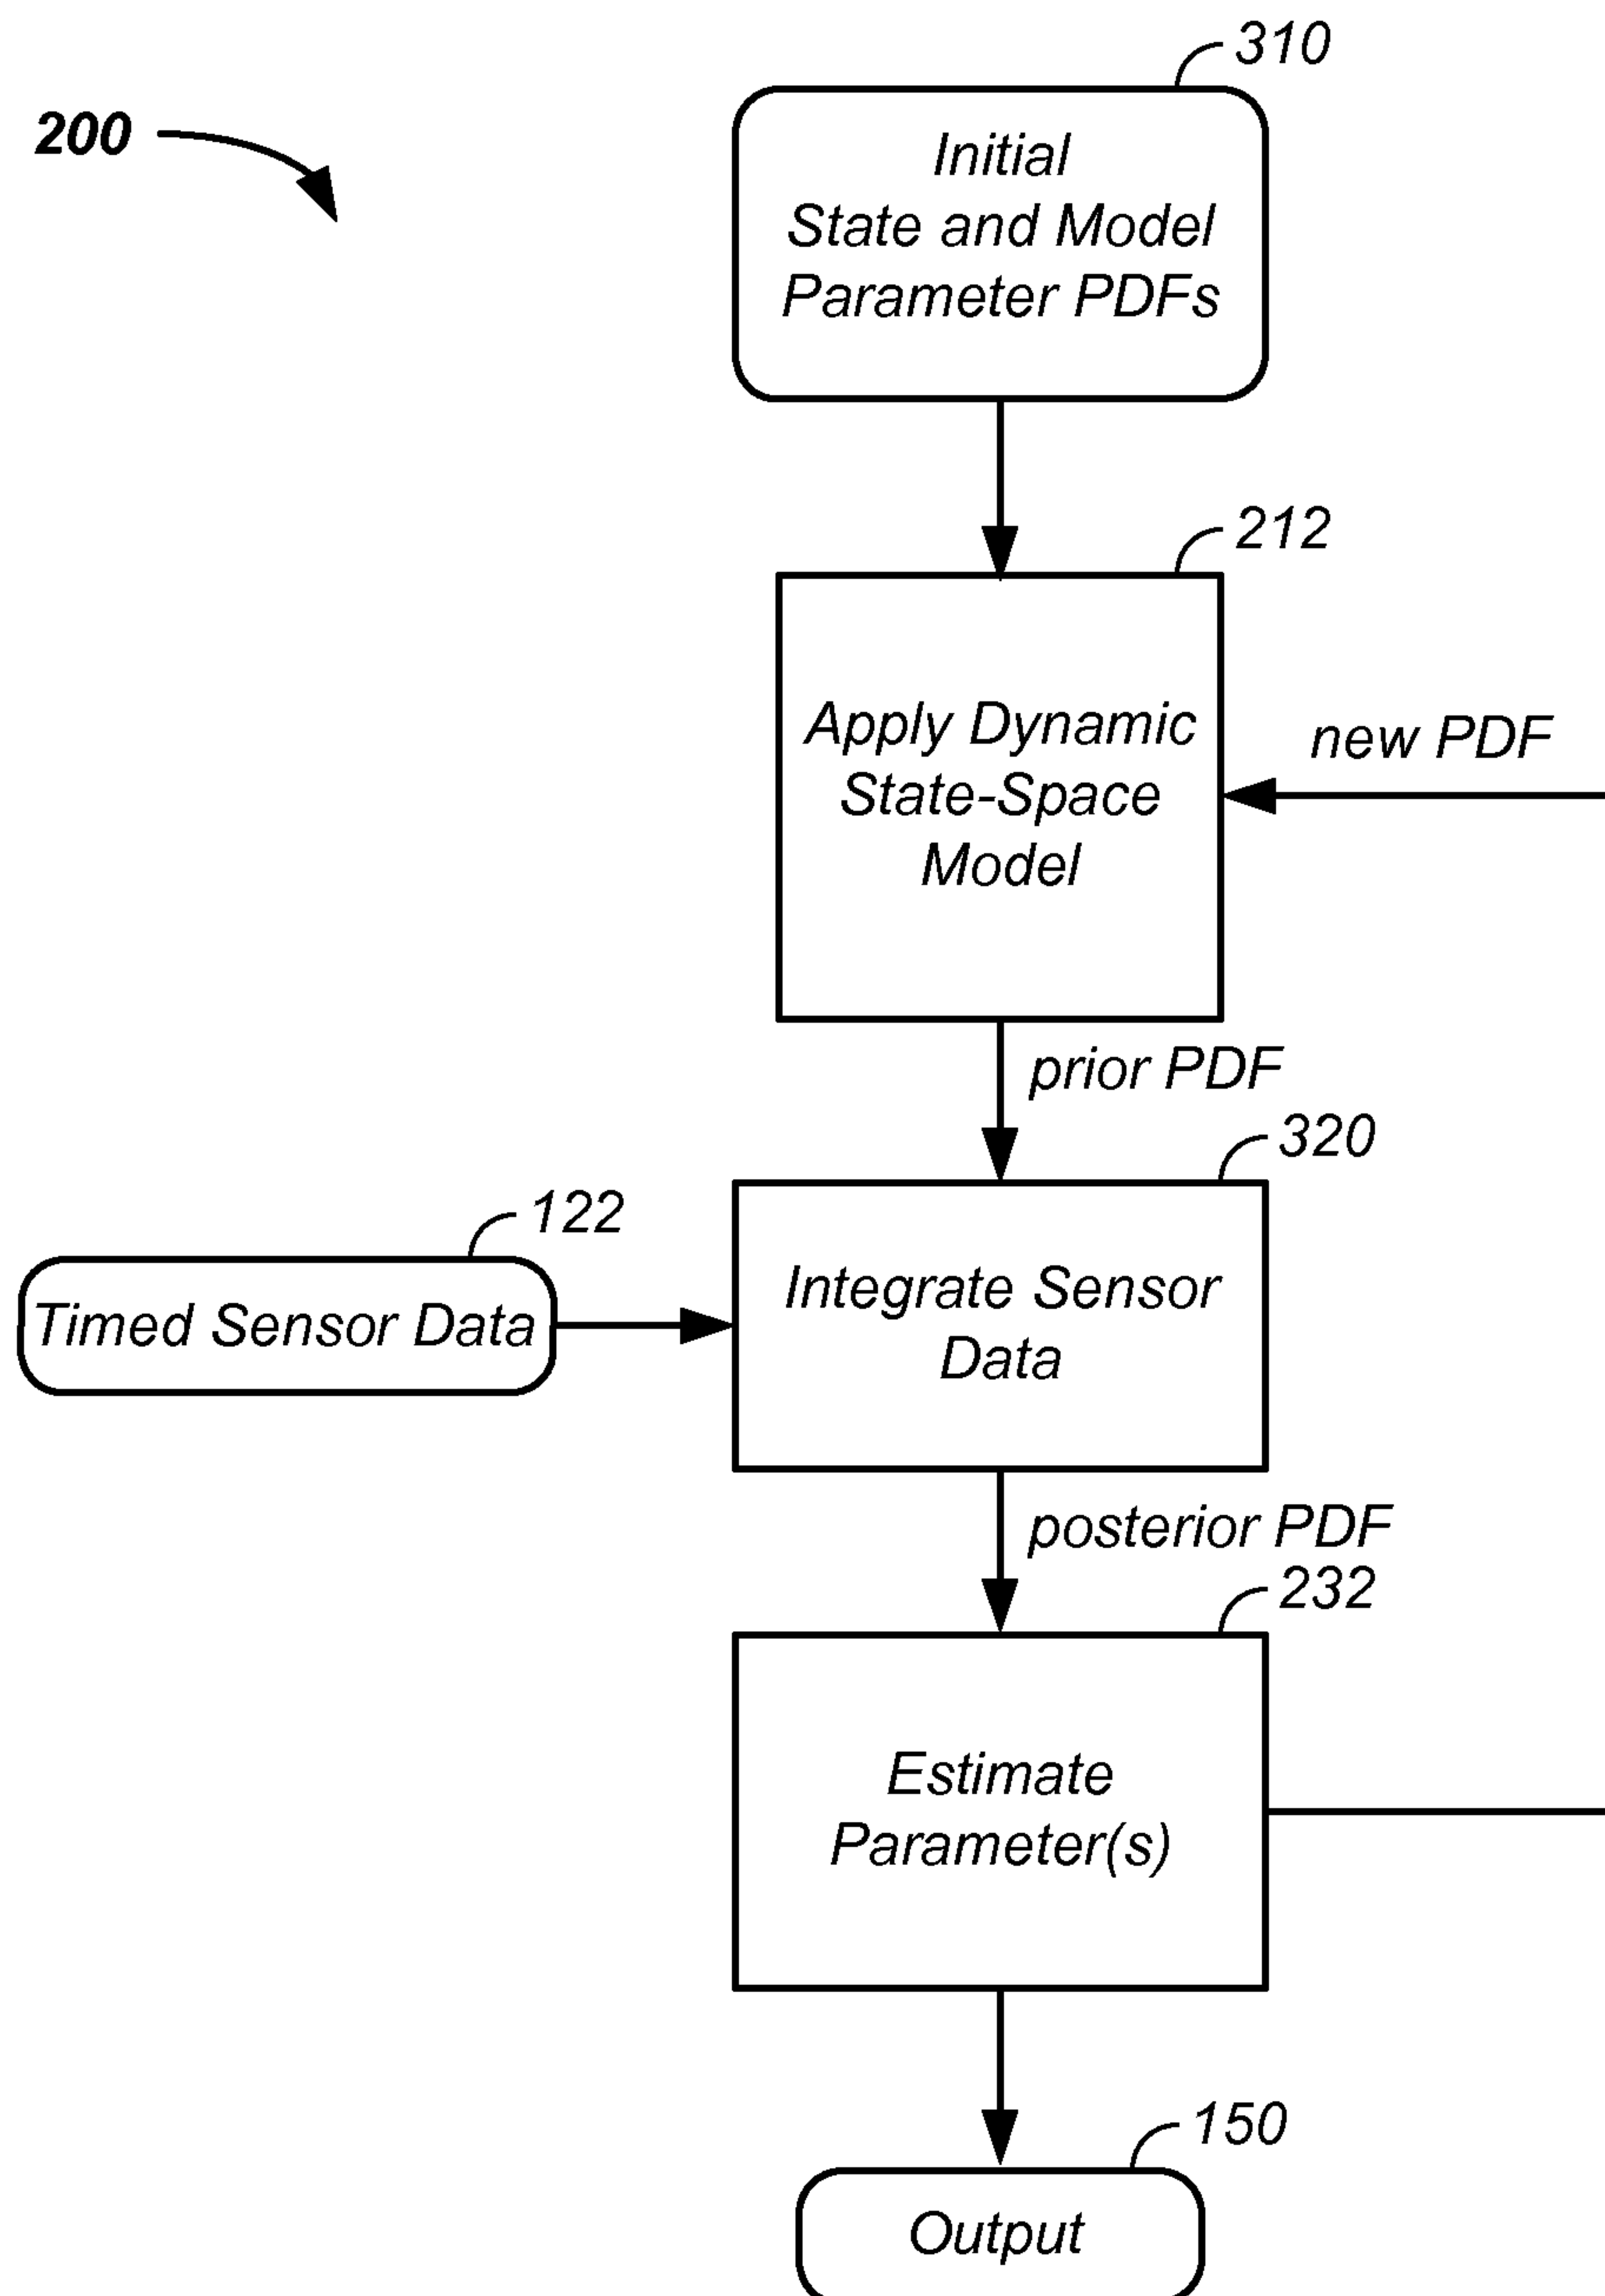 310
200
Initial
State and Model
Parameter PDFs
212
Apply Dynamic
State-Space
Model
new PDF
prior PDF
320
122
Timed Sensor Data
Integrate Sensor
Data
posterior PDF
232
Estimate
Parameter(s)
150
Output